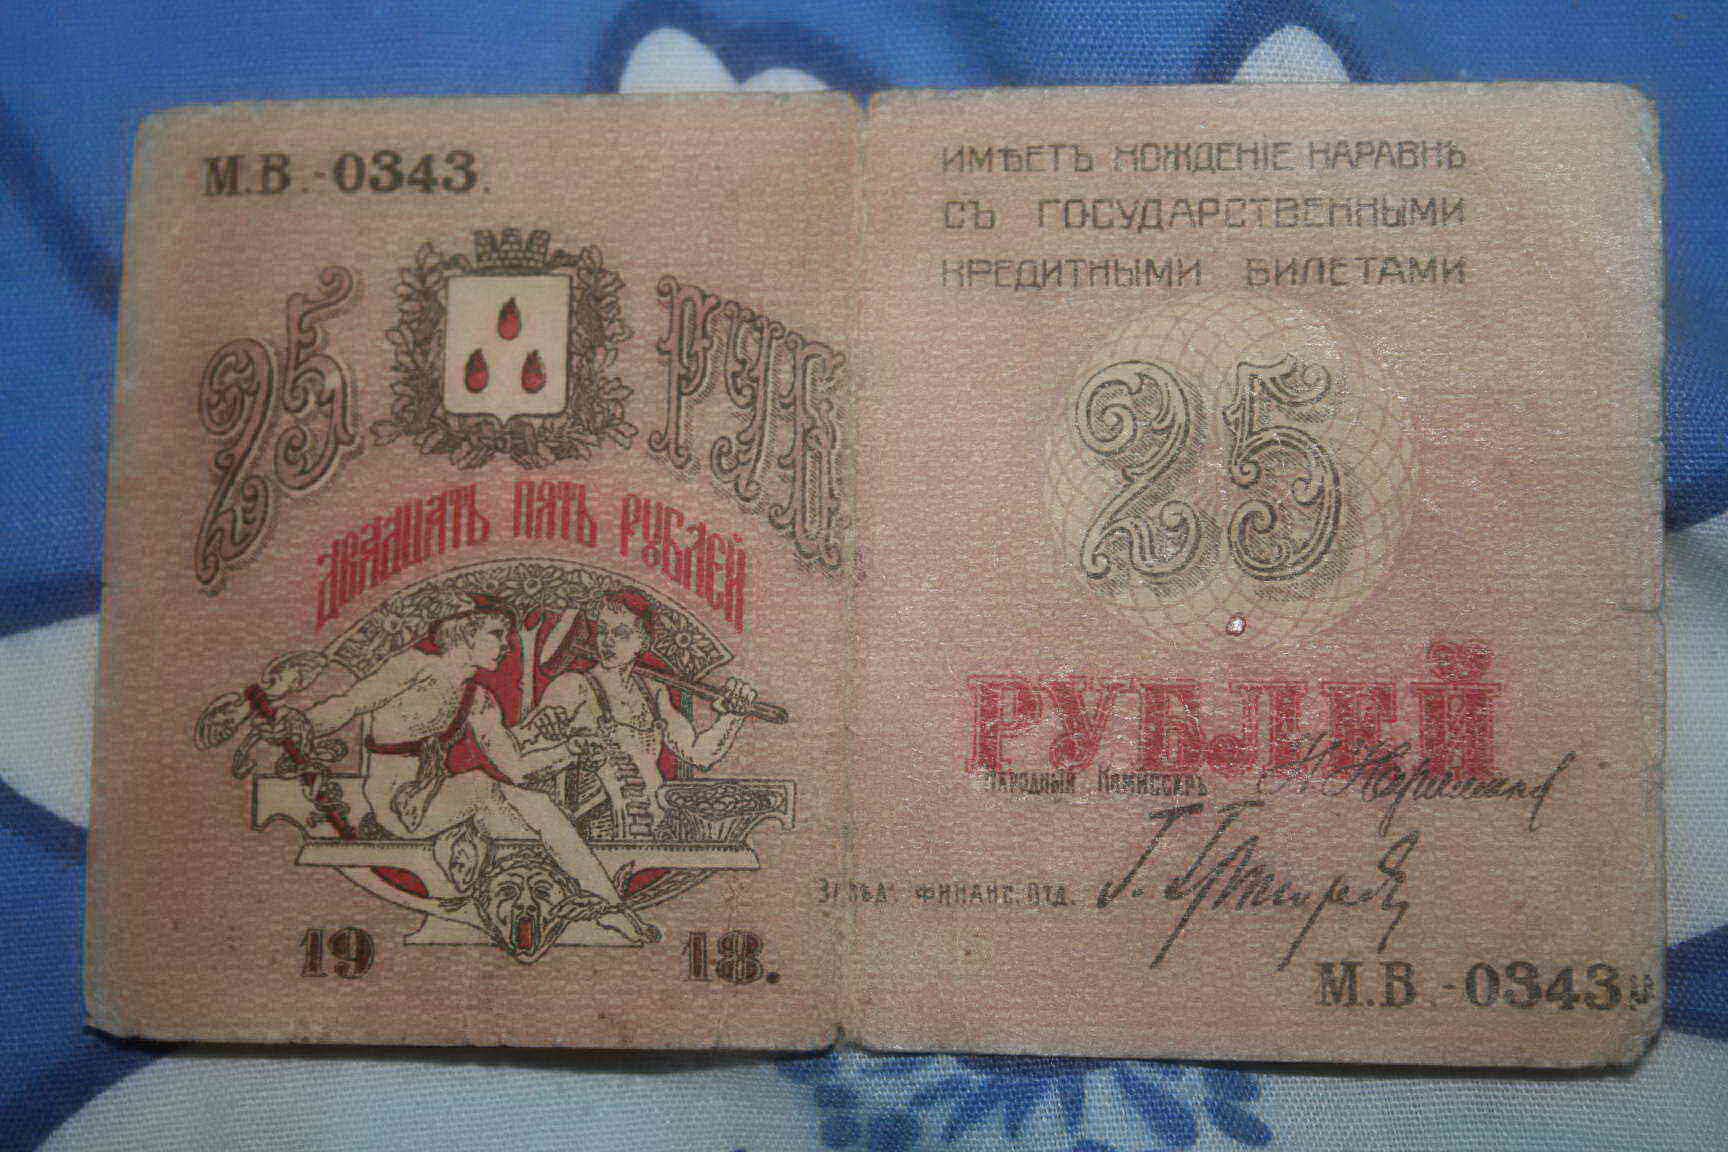 М.В.-0343.
25 РУБ
ДВАДЦАТЬ ПЯТЬ РУБЛЕЙ
19 18.
ИМѢЕТЪ ХОЖДЕНІЕ НАРАВНѢ
СЪ ГОСУДАРСТВЕННЫМИ
КРЕДИТНЫМИ БИЛЕТАМИ
25
РУБЛЕЙ
НАРОДНЫЙ КОМИССАРЪ
ЗАВѢД. ФИНАНС. ОТД.
М.В.-0343